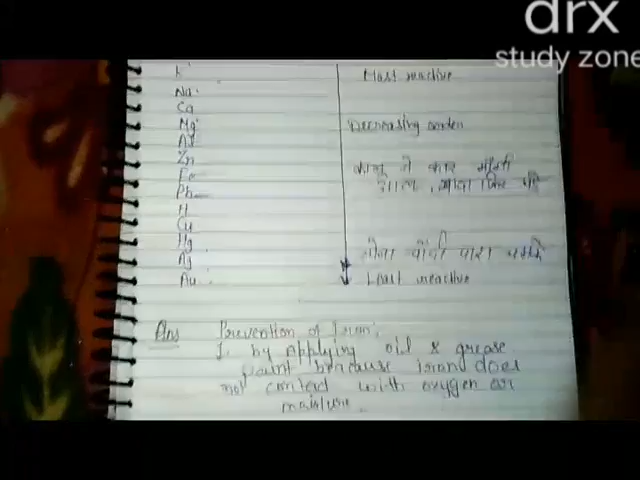 drx
study zone
K
Most reactive
Na
Ca
Mg
Decreasing order
Al
Zn
Fe
Pb
H
Cu
Hg
Ag
Au
Least reactive
कालू ने कार
Ans Prevention of Iron.
1. by Applying oil & grease
paint because irand does
not contact with oxygen or
moisture.